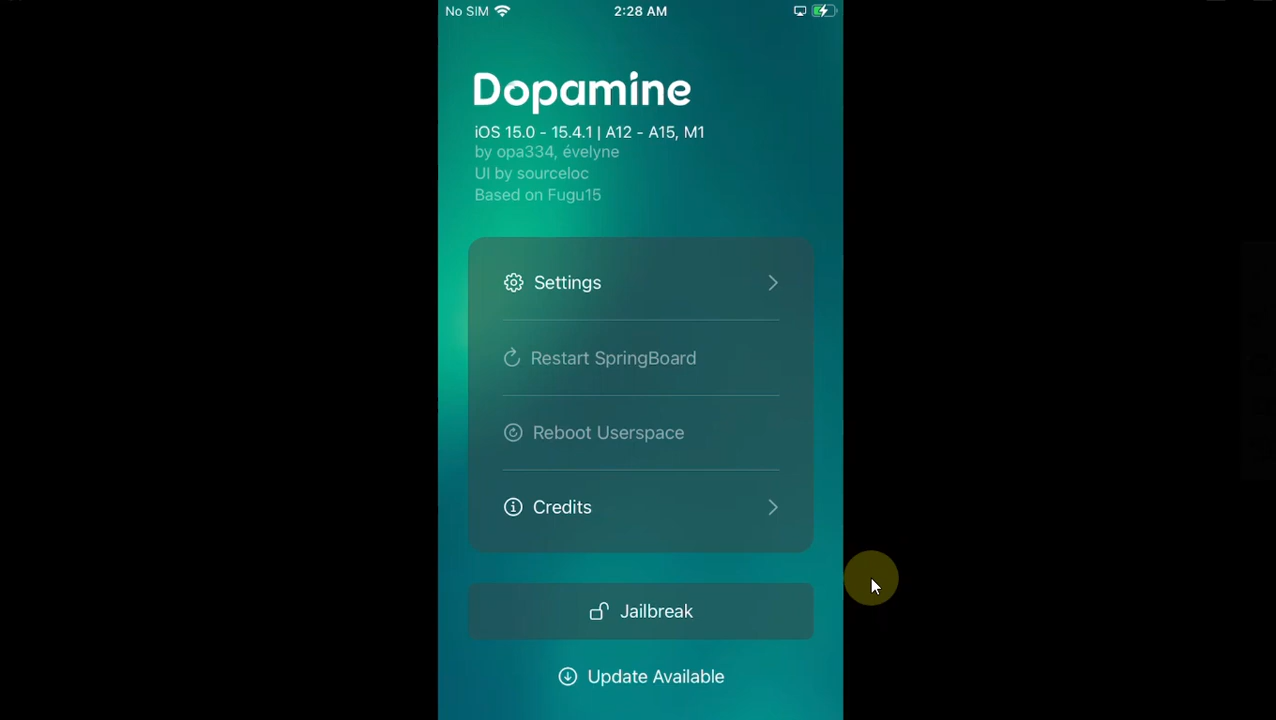 No SIM 2:28 AM
Dopamine
iOS 15.0 - 15.4.1 | A12 - A15, M1
by opa334, évelyne
UI by sourceloc
Based on Fugu15
Settings
Restart SpringBoard
Reboot Userspace
Credits
Jailbreak
Update Available